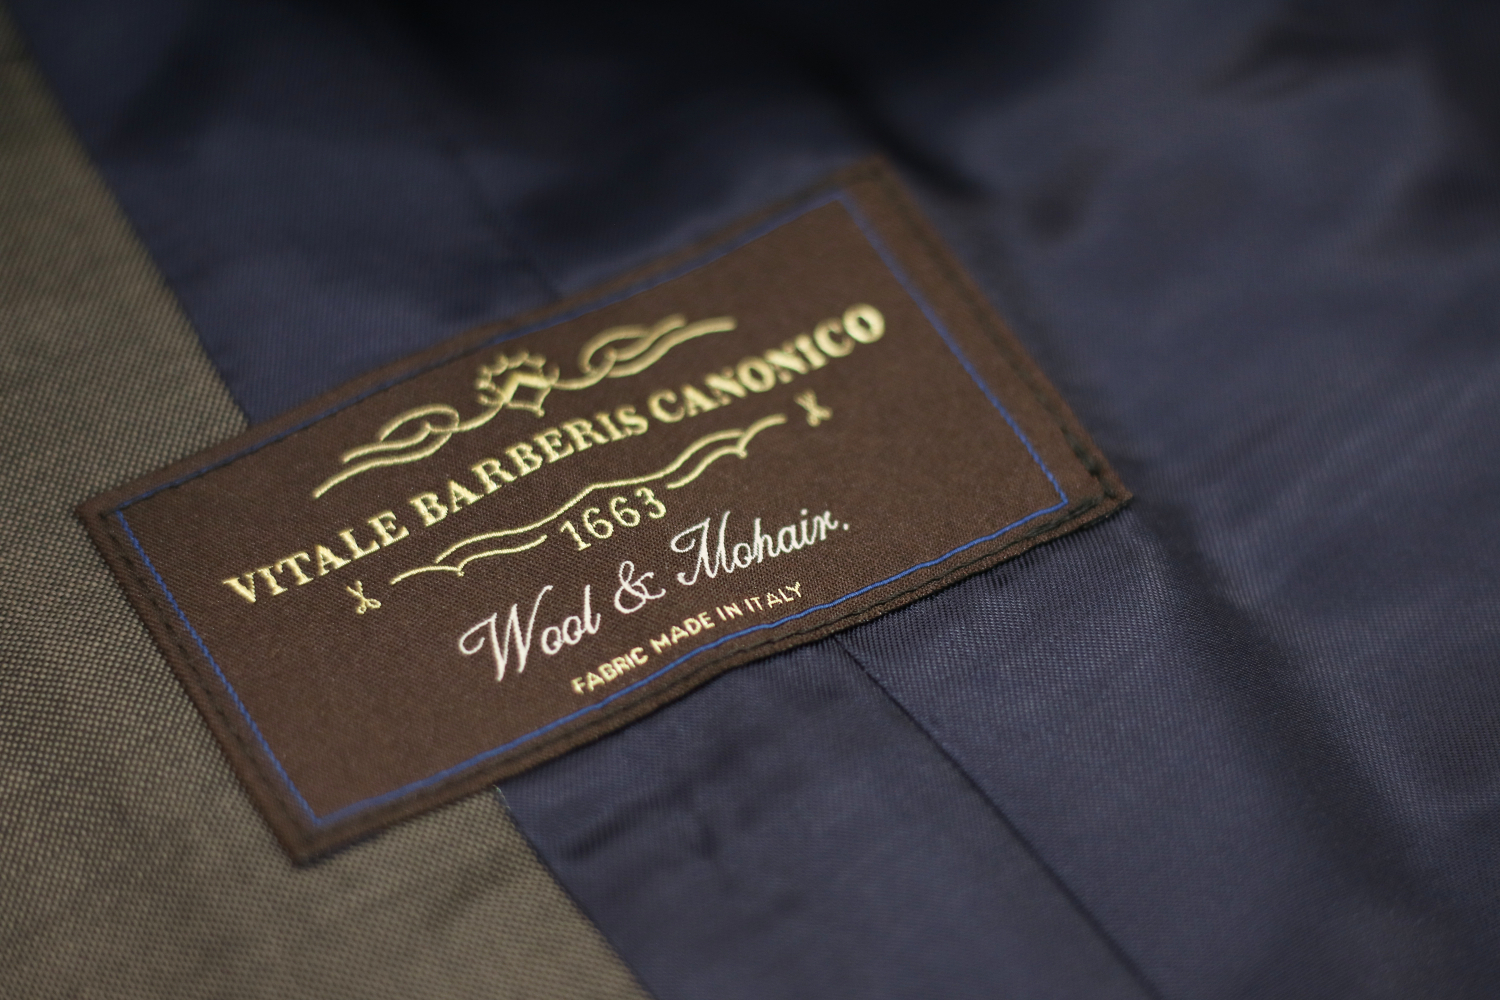 VITALE BARBERIS CANONICO
1663
Wool & Mohair.
FABRIC MADE IN ITALY